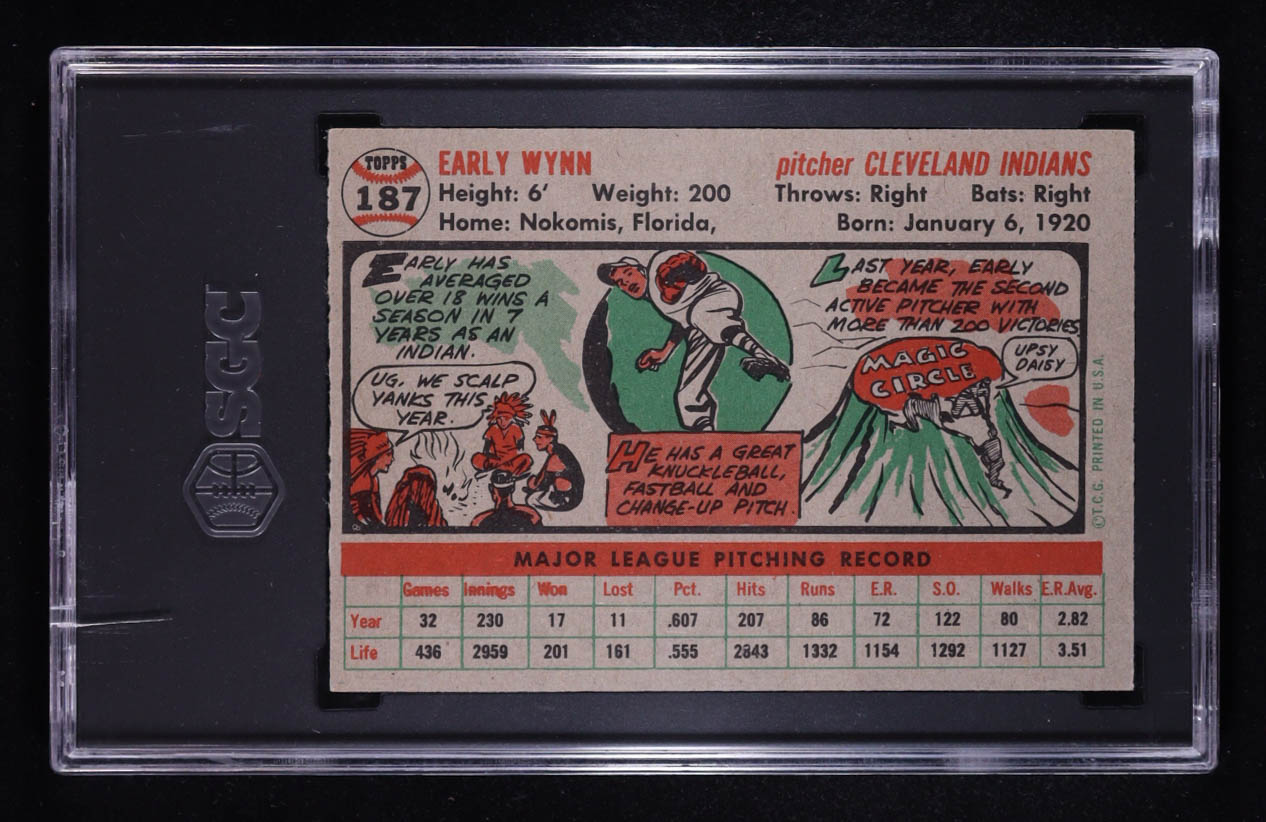 SGC
TOPPS
187
EARLY WYNN
pitcher CLEVELAND INDIANS
Height: 6' Weight: 200 Throws: Right Bats: Right
Home: Nokomis, Florida, Born: January 6, 1920
EARLY HAS
AVERAGED
OVER 18 WINS A
SEASON IN 7
YEARS AS AN
INDIAN.
UG, WE SCALP
YANKS THIS
YEAR.
HE HAS A GREAT
KNUCKLEBALL,
FASTBALL AND
CHANGE-UP PITCH.
LAST YEAR, EARLY
BECAME THE SECOND
ACTIVE PITCHER WITH
MORE THAN 200 VICTORIES
MAGIC
CIRCLE
UPSY
DAISY
8
©T.C.G. PRINTED IN U.S.A.
MAJOR LEAGUE PITCHING RECORD
Games Innings Won Lost Pct. Hits Runs E.R. S.O. Walks E.R.Avg.
Year 32 230 17 11 .607 207 86 72 122 80 2.82
Life 436 2959 201 161 .555 2843 1332 1154 1292 1127 3.51